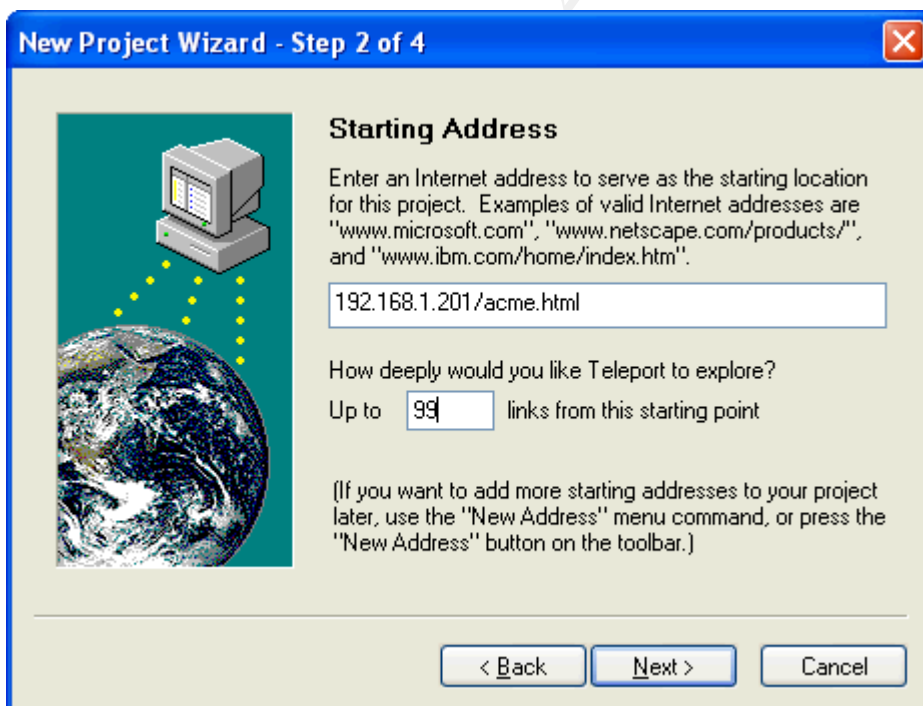 New Project Wizard - Step 2 of 4
Starting Address
Enter an Internet address to serve as the starting location
for this project.  Examples of valid Internet addresses are
"www.microsoft.com", "www.netscape.com/products/",
and "www.ibm.com/home/index.htm".
192.168.1.201/acme.html
How deeply would you like Teleport to explore?
Up to 99 links from this starting point
(If you want to add more starting addresses to your project
later, use the "New Address" menu command, or press the
"New Address" button on the toolbar.)
< Back Next > Cancel